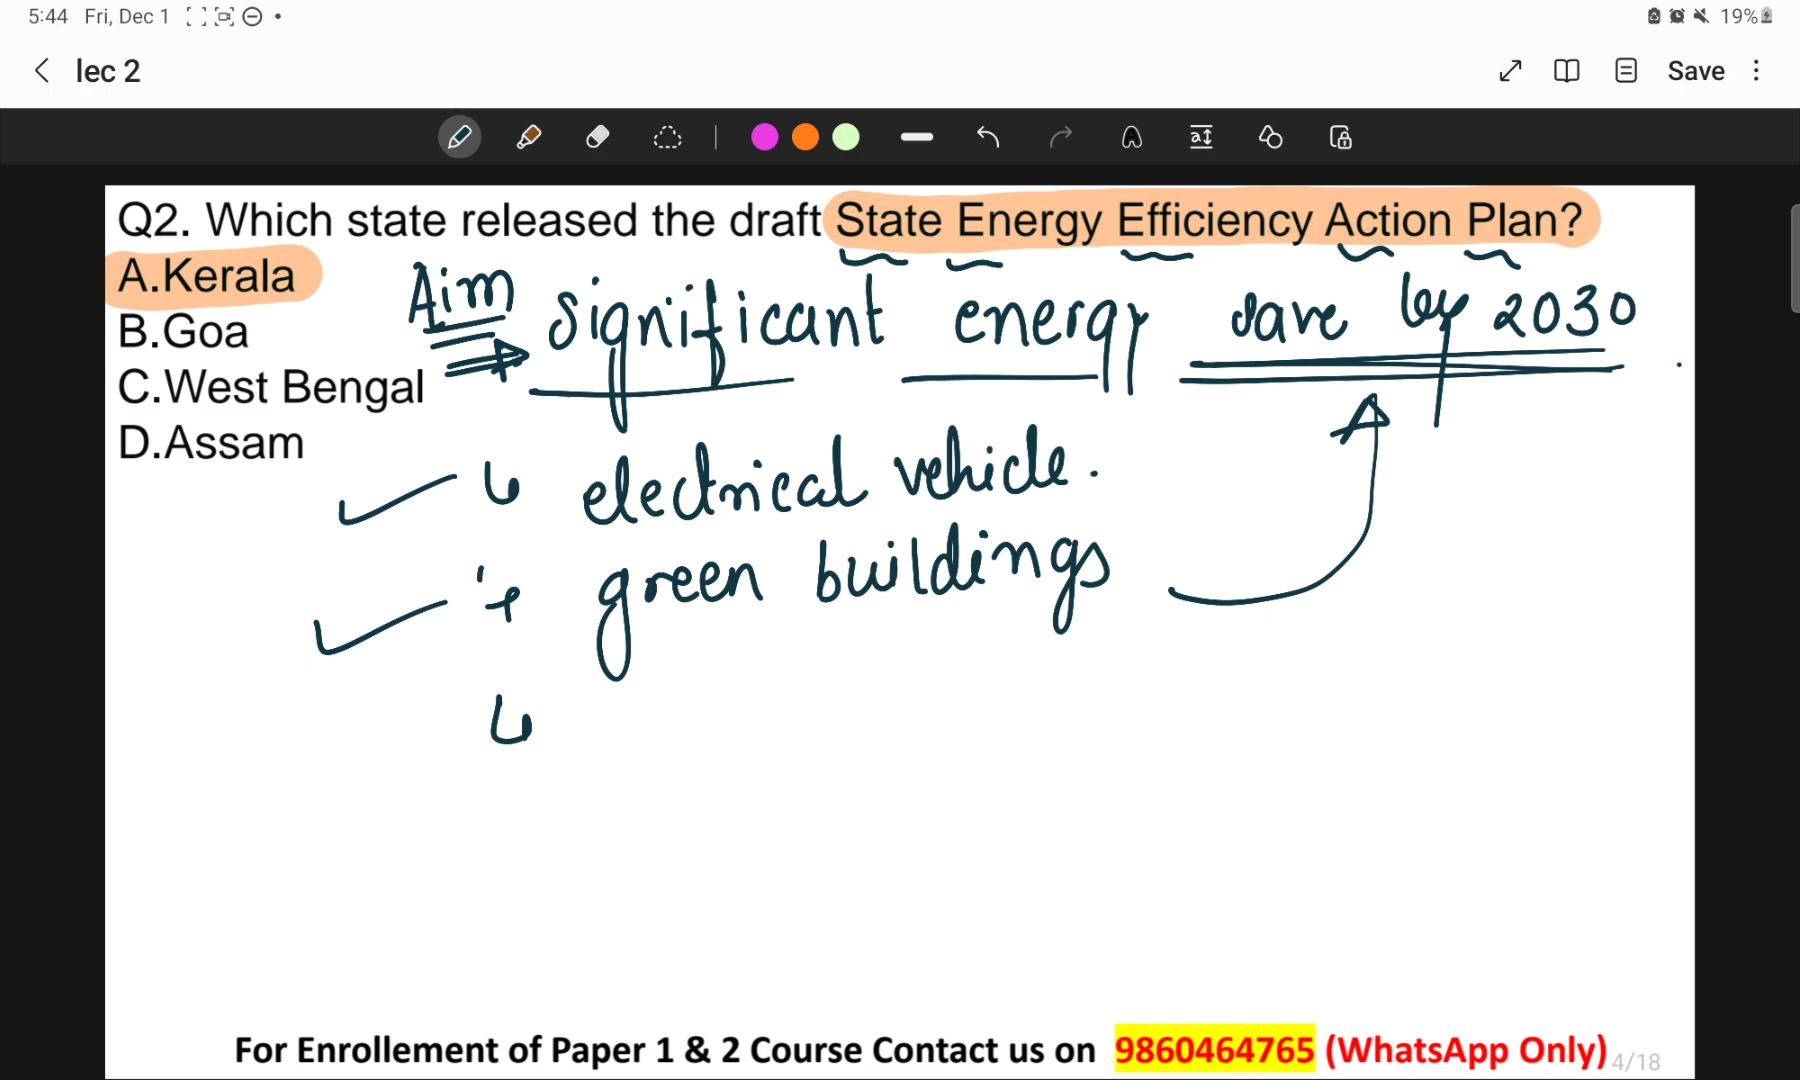 5:44 Fri, Dec 1 19%
lec 2 Save
Q2. Which state released the draft State Energy Efficiency Action Plan?
A.Kerala
B.Goa
C.West Bengal
D.Assam
Aim significant energy save by 2030
electrical vehicle.
green buildings
For Enrollement of Paper 1 & 2 Course Contact us on 9860464765 (WhatsApp Only)
4/18